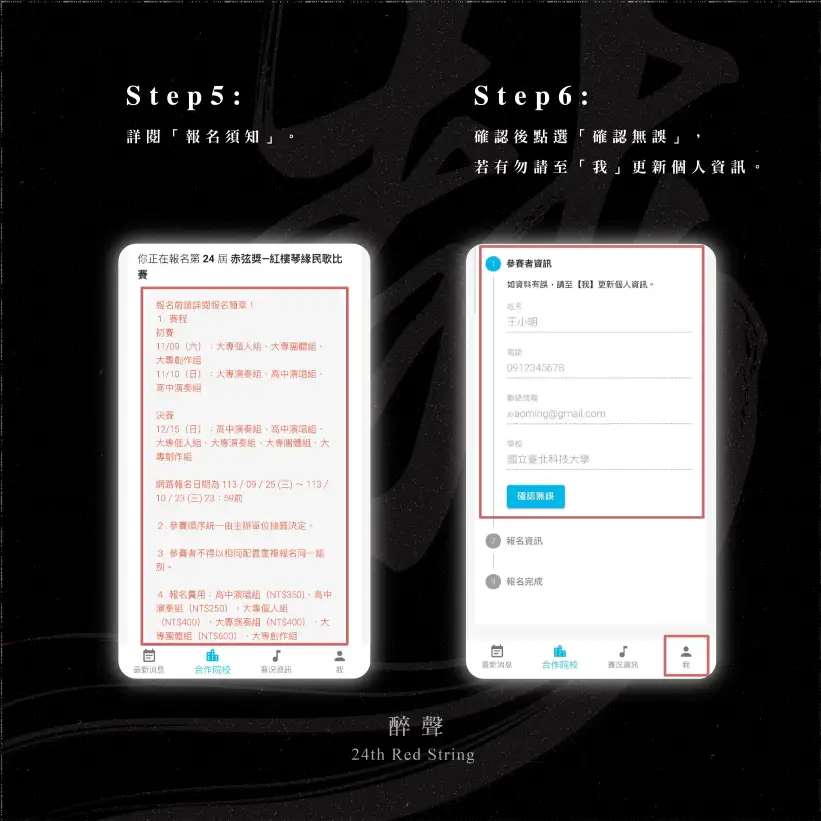 Step5:
詳閱「報名須知」。
Step6:
確認後點選「確認無誤」，
若有勿請至「我」更新個人資訊。
你正在報名第 24 屆 赤弦獎—紅樓琴緣民歌比
賽
報名前請詳閱報名簡章！
1. 賽程
初賽
11/09（六）：大專個人組、大專團體組、
大專創作組
11/10（日）：大專演奏組、高中演唱組、
高中演奏組
決賽
12/15（日）：高中演奏組、高中演唱組、
大專個人組、大專演奏組、大專團體組、大
專創作組
網路報名日期為 113 / 09 / 25 (三) ～ 113 /
10 / 23 (三) 23：59前
2. 參賽順序統一由主辦單位抽籤決定。
3. 參賽者不得以相同配置重複報名同一組
別。
4. 報名費用：高中演唱組（NT$350)、高中
演奏組（NT$250）、大專個人組
（NT$400）、大專演奏組（NT$400）、大
專團體組（NT$600）、大專創作組
最新消息
合作院校
賽況資訊
我
1
參賽者資訊
如資料有誤，請至【我】更新個人資訊。
姓名
王小明
電話
0912345678
聯絡信箱
xiaoming@gmail.com
學校
國立臺北科技大學
確認無誤
2
報名資訊
3
報名完成
最新消息
合作院校
賽況資訊
我
醉聲
24th Red String